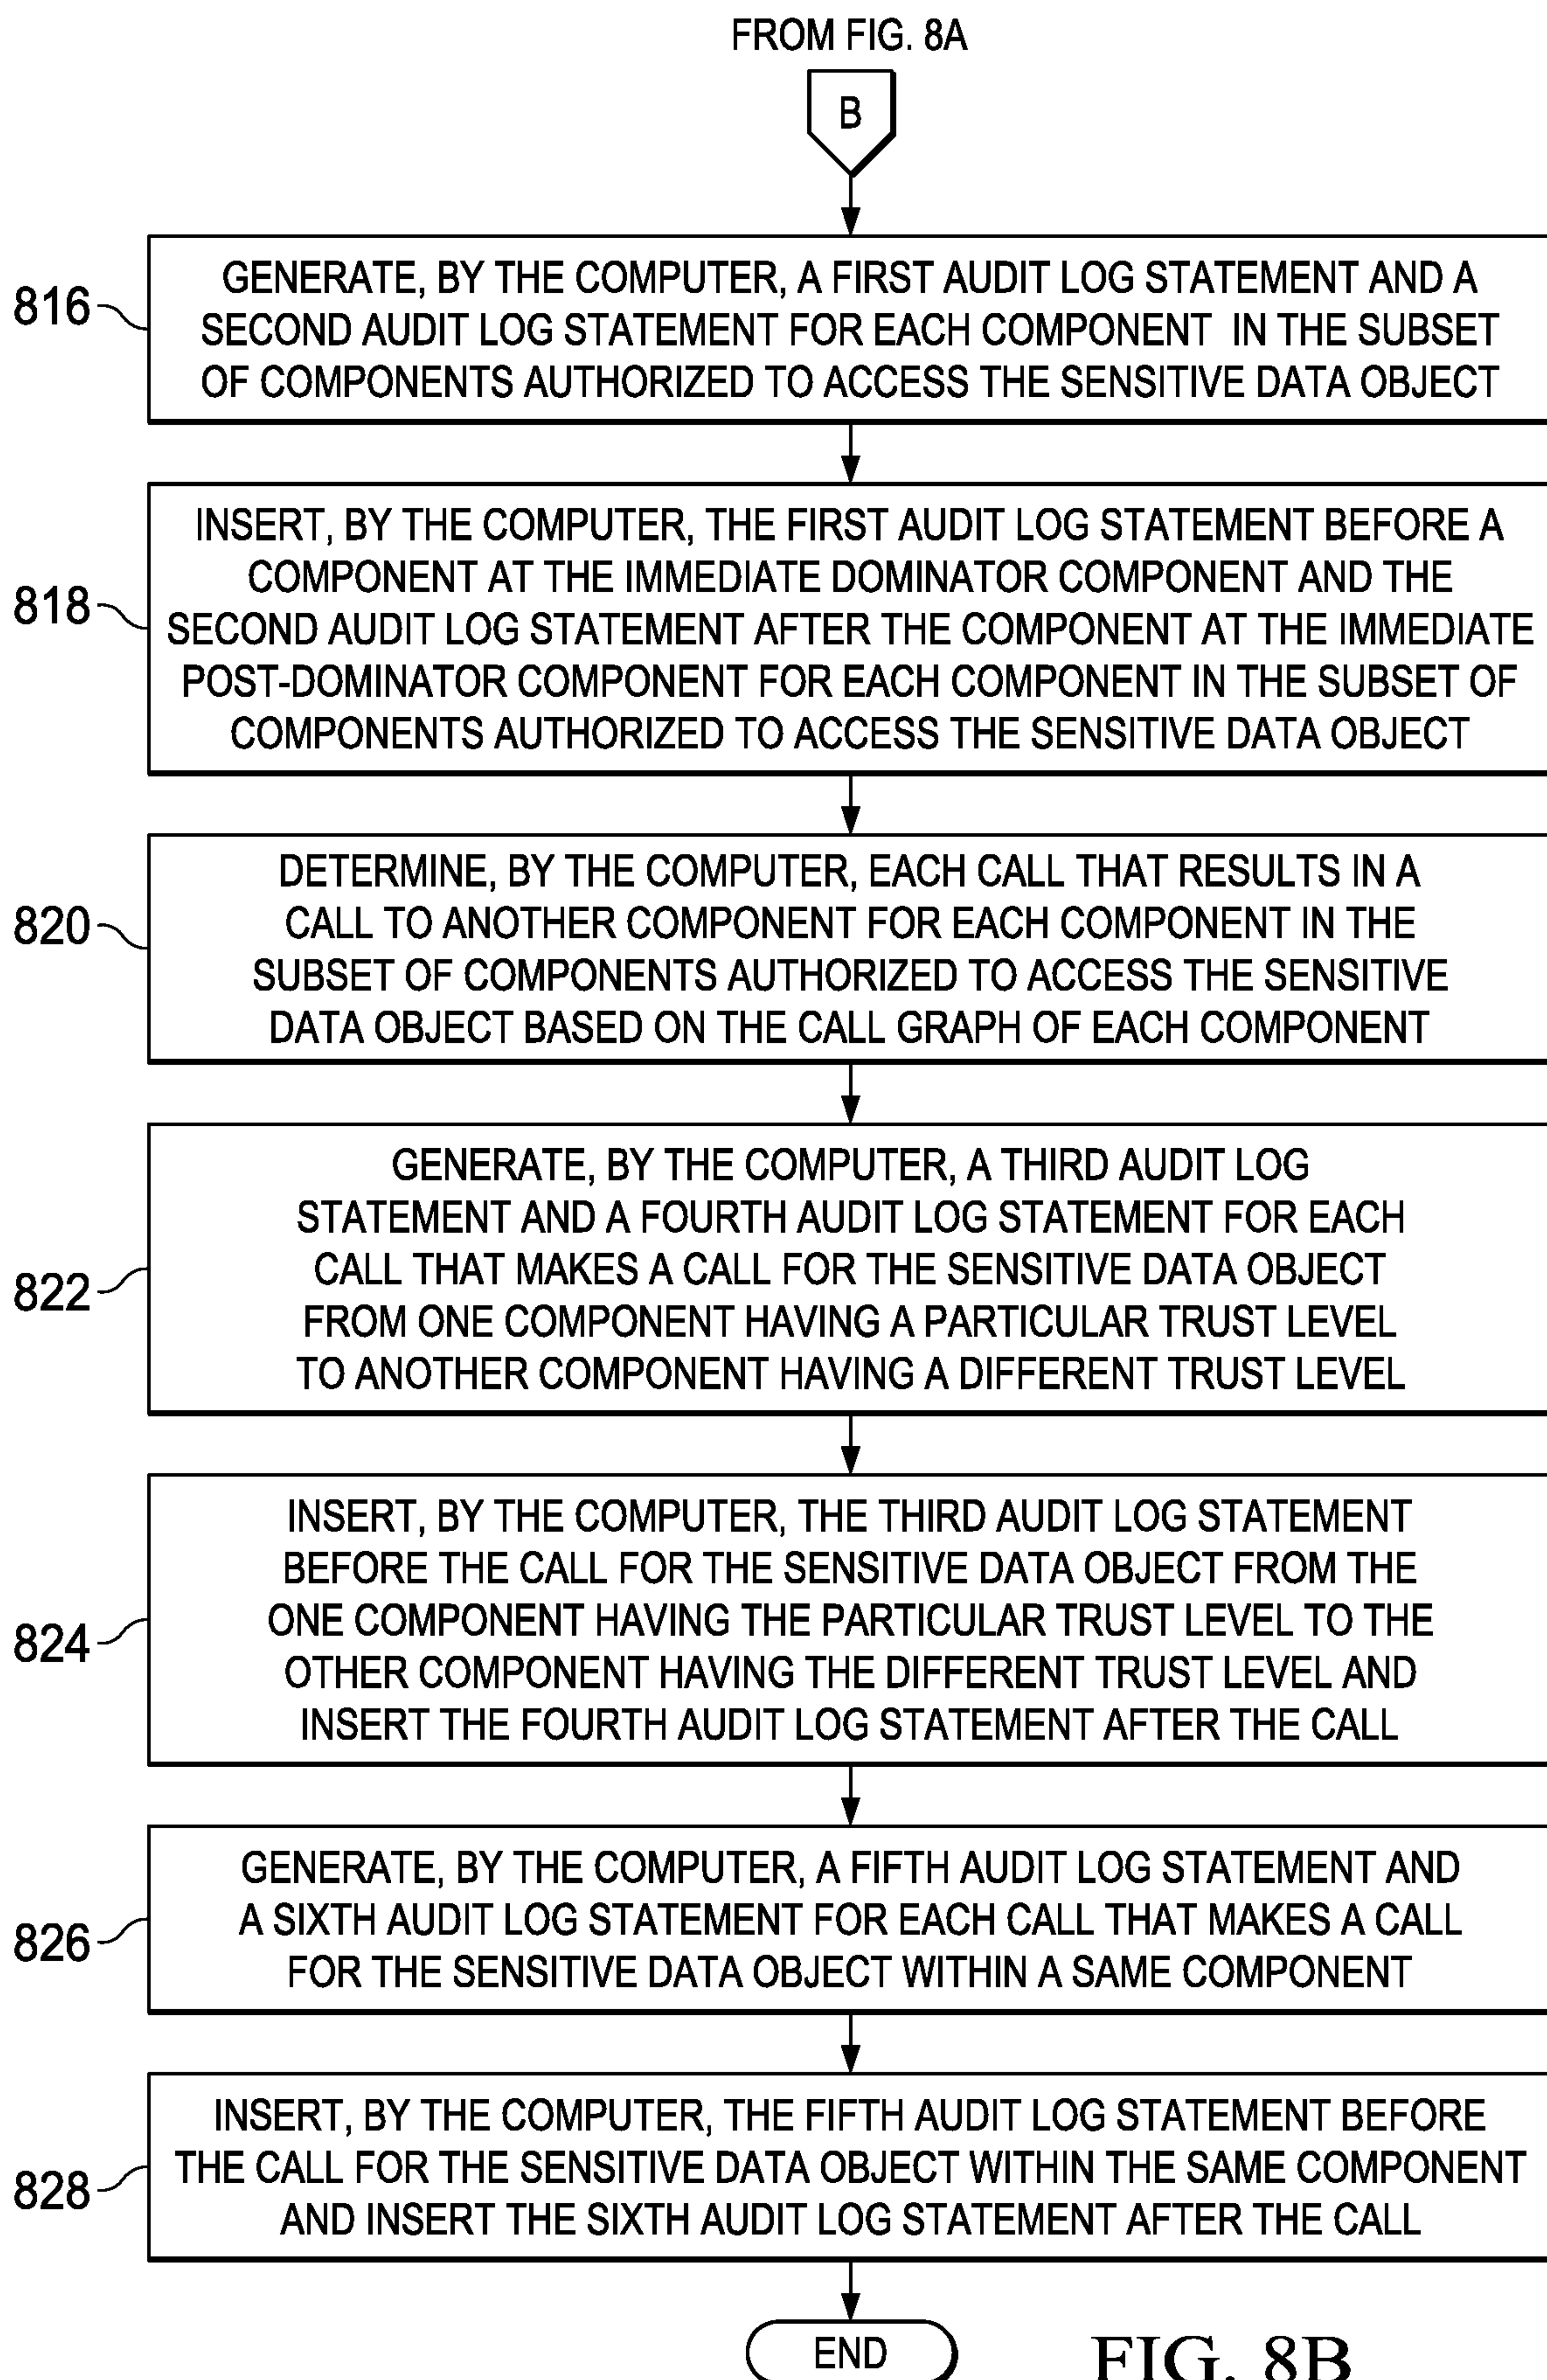 FROM FIG. 8A
B
816
GENERATE, BY THE COMPUTER, A FIRST AUDIT LOG STATEMENT AND A
SECOND AUDIT LOG STATEMENT FOR EACH COMPONENT IN THE SUBSET
OF COMPONENTS AUTHORIZED TO ACCESS THE SENSITIVE DATA OBJECT
818
INSERT, BY THE COMPUTER, THE FIRST AUDIT LOG STATEMENT BEFORE A
COMPONENT AT THE IMMEDIATE DOMINATOR COMPONENT AND THE
SECOND AUDIT LOG STATEMENT AFTER THE COMPONENT AT THE IMMEDIATE
POST-DOMINATOR COMPONENT FOR EACH COMPONENT IN THE SUBSET OF
COMPONENTS AUTHORIZED TO ACCESS THE SENSITIVE DATA OBJECT
820
DETERMINE, BY THE COMPUTER, EACH CALL THAT RESULTS IN A
CALL TO ANOTHER COMPONENT FOR EACH COMPONENT IN THE
SUBSET OF COMPONENTS AUTHORIZED TO ACCESS THE SENSITIVE
DATA OBJECT BASED ON THE CALL GRAPH OF EACH COMPONENT
822
GENERATE, BY THE COMPUTER, A THIRD AUDIT LOG
STATEMENT AND A FOURTH AUDIT LOG STATEMENT FOR EACH
CALL THAT MAKES A CALL FOR THE SENSITIVE DATA OBJECT
FROM ONE COMPONENT HAVING A PARTICULAR TRUST LEVEL
TO ANOTHER COMPONENT HAVING A DIFFERENT TRUST LEVEL
824
INSERT, BY THE COMPUTER, THE THIRD AUDIT LOG STATEMENT
BEFORE THE CALL FOR THE SENSITIVE DATA OBJECT FROM THE
ONE COMPONENT HAVING THE PARTICULAR TRUST LEVEL TO THE
OTHER COMPONENT HAVING THE DIFFERENT TRUST LEVEL AND
INSERT THE FOURTH AUDIT LOG STATEMENT AFTER THE CALL
826
GENERATE, BY THE COMPUTER, A FIFTH AUDIT LOG STATEMENT AND
A SIXTH AUDIT LOG STATEMENT FOR EACH CALL THAT MAKES A CALL
FOR THE SENSITIVE DATA OBJECT WITHIN A SAME COMPONENT
828
INSERT, BY THE COMPUTER, THE FIFTH AUDIT LOG STATEMENT BEFORE
THE CALL FOR THE SENSITIVE DATA OBJECT WITHIN THE SAME COMPONENT
AND INSERT THE SIXTH AUDIT LOG STATEMENT AFTER THE CALL
END
FIG. 8B